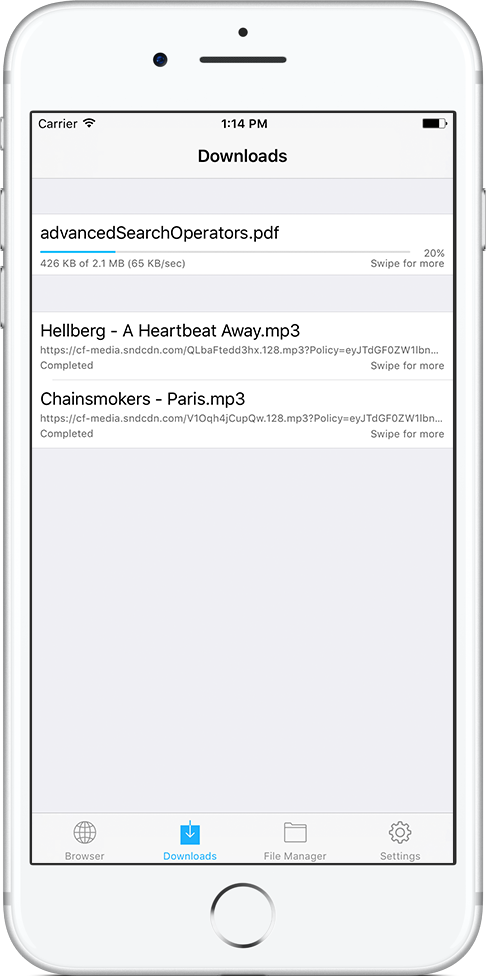 Carrier 1:14 PM
Downloads
advancedSearchOperators.pdf
20%
426 KB of 2.1 MB (65 KB/sec) Swipe for more
Hellberg - A Heartbeat Away.mp3
https://cf-media.sndcdn.com/QLbaFtedd3hx.128.mp3?Policy=eyJTdGF0ZW1lbn...
Completed Swipe for more
Chainsmokers - Paris.mp3
https://cf-media.sndcdn.com/V1Oqh4jCupQw.128.mp3?Policy=eyJTdGF0ZW1lbn...
Completed Swipe for more
Browser Downloads File Manager Settings